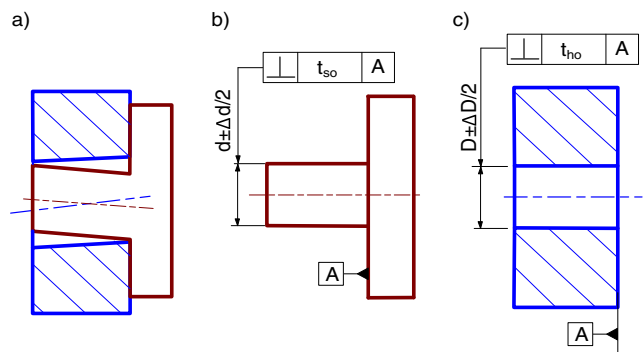 a)
b)
c)
⊥ t_so A
d±Δd/2
A
⊥ t_ho A
D±ΔD/2
A